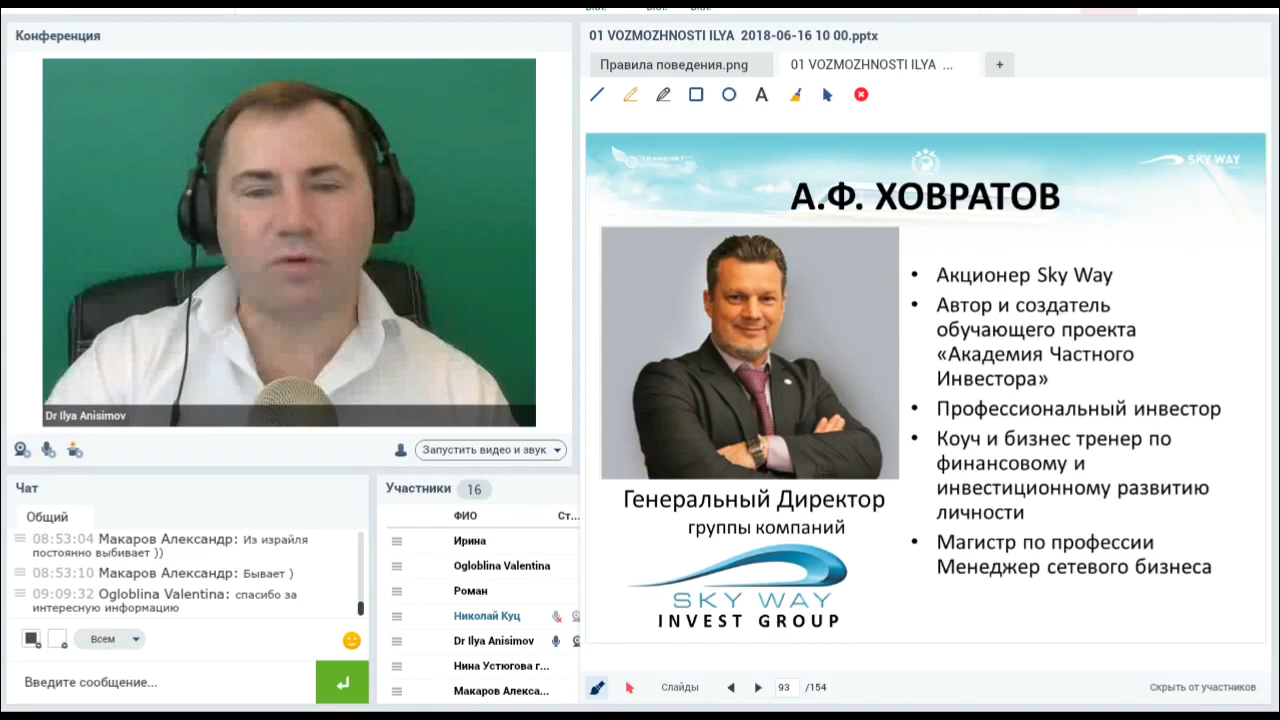 Конференция
Dr Ilya Anisimov
Запустить видео и звук
Чат
Общий
08:53:04 Макаров Александр: Из израйля
постоянно выбивает ))
08:53:10 Макаров Александр: Бывает )
09:09:32 Ogloblina Valentina: спасибо за
интересную информацию
Всем
Введите сообщение...
Участники 16
ФИО Ст...
Ирина
Ogloblina Valentina
Роман
Николай Куц
Dr Ilya Anisimov
Нина Устюгова г...
Макаров Алекса...
01 VOZMOZHNOSTI ILYA 2018-06-16 10 00.pptx
Правила поведения.png
01 VOZMOZHNOSTI ILYA ...
+
A
SKY WAY
А.Ф. ХОВРАТОВ
• Акционер Sky Way
• Автор и создатель
обучающего проекта
«Академия Частного
Инвестора»
• Профессиональный инвестор
• Коуч и бизнес тренер по
финансовому и
инвестиционному развитию
личности
• Магистр по профессии
Менеджер сетевого бизнеса
Генеральный Директор
группы компаний
SKY WAY
INVEST GROUP
Слайды
93 /154
Скрыть от участников